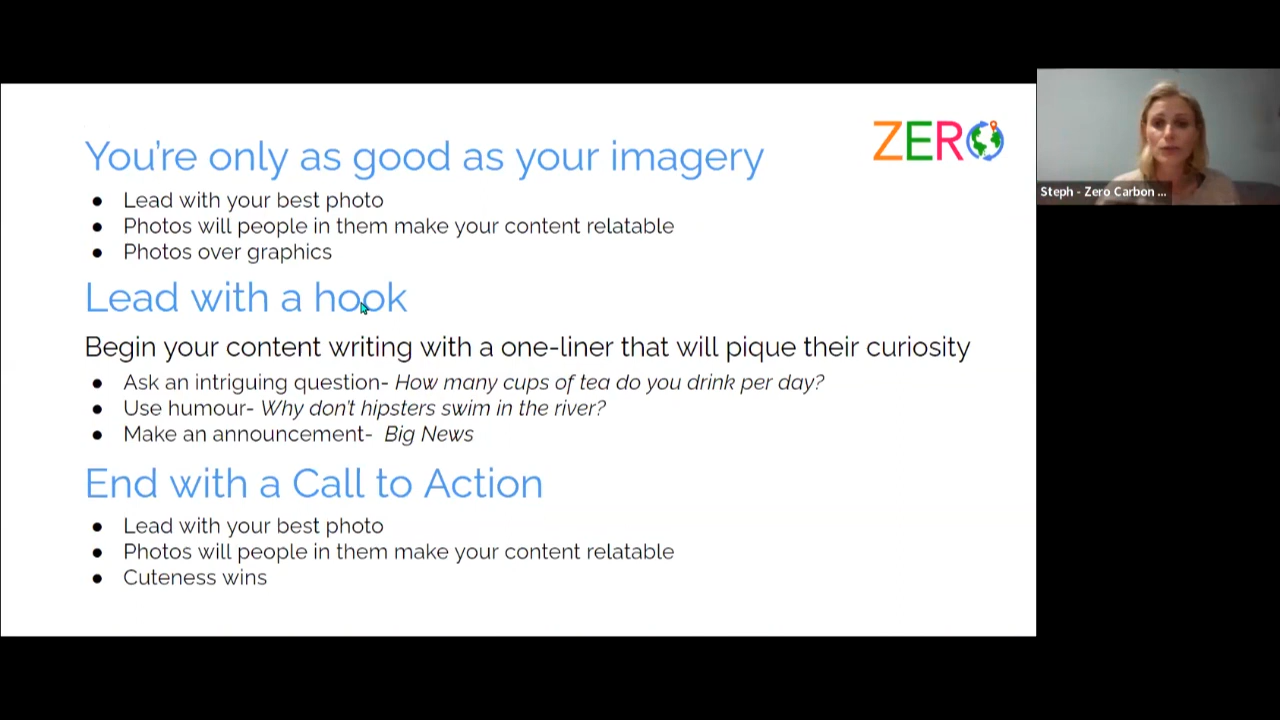 You're only as good as your imagery
ZERO
● Lead with your best photo
● Photos will people in them make your content relatable
● Photos over graphics
Lead with a hook
Begin your content writing with a one-liner that will pique their curiosity
● Ask an intriguing question- How many cups of tea do you drink per day?
● Use humour- Why don't hipsters swim in the river?
● Make an announcement- Big News
End with a Call to Action
● Lead with your best photo
● Photos will people in them make your content relatable
● Cuteness wins
Steph - Zero Carbon ...